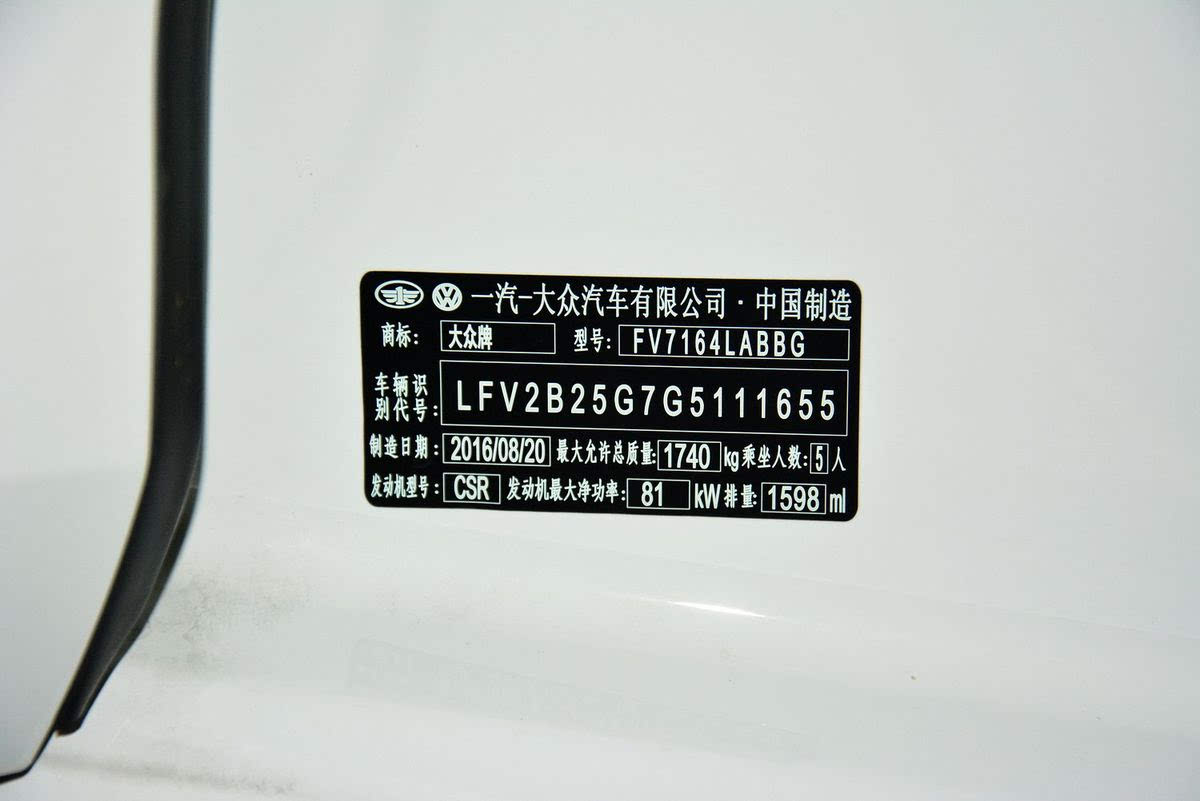 一汽-大众汽车有限公司·中国制造
商标: 大众牌 型号: FV7164LABBG
车辆识别代号: LFV2B25G7G5111655
制造日期: 2016/08/20 最大允许总质量: 1740 kg 乘坐人数: 5 人
发动机型号: CSR 发动机最大净功率: 81 kW 排量: 1598 ml